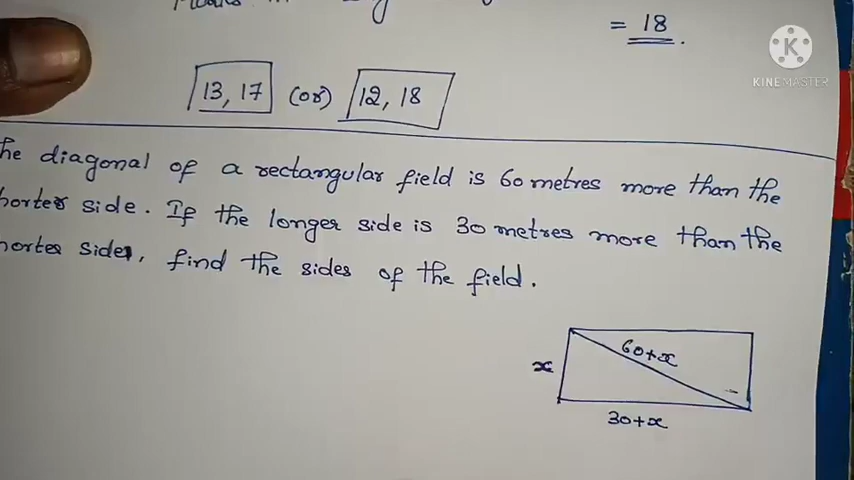 = 18.
KINEMASTER
13, 17 (or) 12, 18
he diagonal of a rectangular field is 60 metres more than the
horter side. If the longer side is 30 metres more than the
horter side, find the sides of the field.
60+x
x
30+x